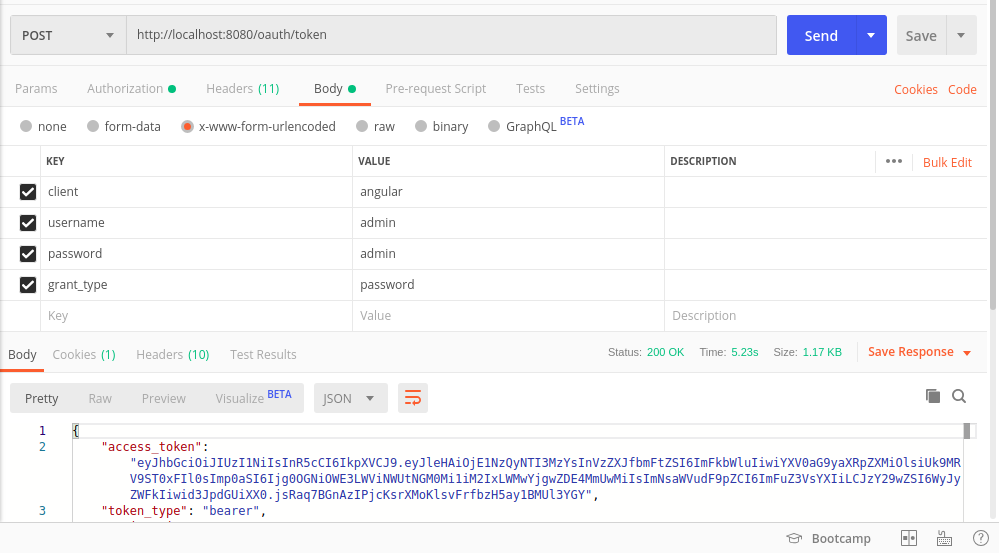 POST http://localhost:8080/oauth/token Send Save
Params Authorization Headers (11) Body Pre-request Script Tests Settings Cookies Code
none form-data x-www-form-urlencoded raw binary GraphQL BETA
KEY VALUE DESCRIPTION ••• Bulk Edit
client angular
username admin
password admin
grant_type password
Key Value Description
Body Cookies (1) Headers (10) Test Results Status: 200 OK Time: 5.23s Size: 1.17 KB Save Response
Pretty Raw Preview Visualize BETA JSON
1 {
2 "access_token":
"eyJhbGciOiJIUzI1NiIsInR5cCI6IkpXVCJ9.eyJleHAiOjE1NzQyNTI3MzYsInVzZXJfbmFtZSI6ImFkbWluIiwiYXV0aG9yaXRpZXMiOlsiUk9MR
V9ST0xFIl0sImp0aSI6Ijg0OGNiOWE3LWViNWUtNGM0Mi1iM2IxLWMwYjgwZDE4MmUwMiIsImNsaWVudF9pZCI6ImFuZ3VsYXIiLCJzY29wZSI6WyJy
ZWFkIiwid3JpdGUiXX0.jsRaq7BGnAzIPjcKsrXMoKlsvFrfbzH5ay1BMUl3YGY",
3 "token_type": "bearer",
Bootcamp